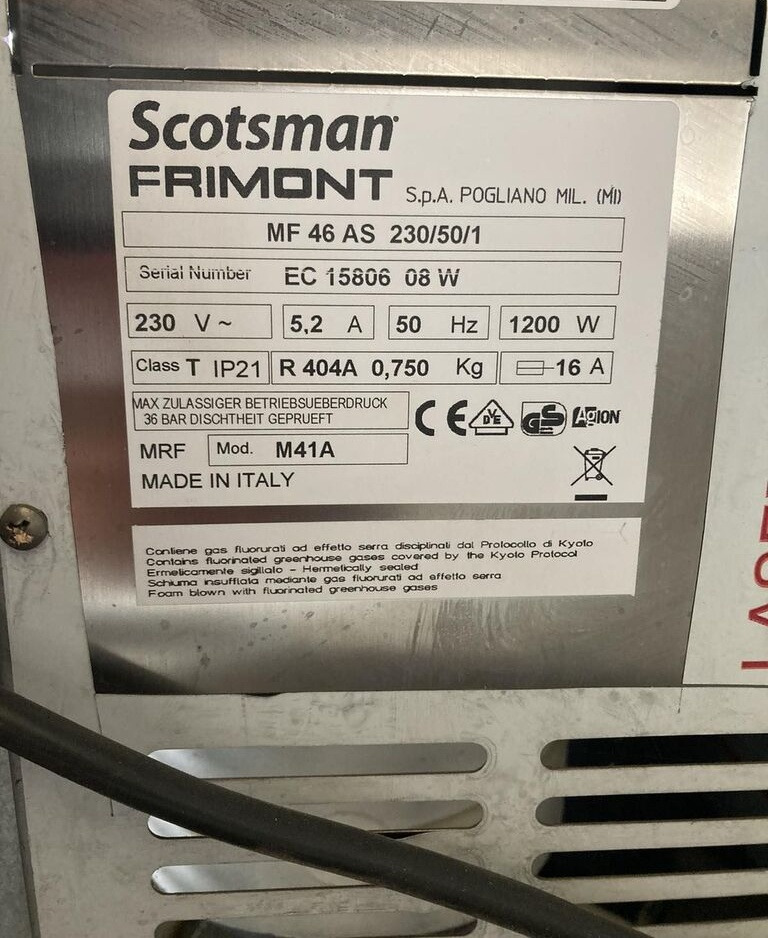 Scotsman
FRIMONT S.p.A. POGLIANO MIL. (MI)
MF 46 AS 230/50/1
Serial Number EC 15806 08 W
230 V ~ 5,2 A 50 Hz 1200 W
Class T IP21 R 404A 0,750 Kg 16 A
MAX ZULASSIGER BETRIEBSUEBERDRUCK
36 BAR DISCHTHEIT GEPRUEFT
CE VDE GS AgION
MRF Mod. M41A
MADE IN ITALY
Contiene gas fluorurati ad effetto serra disciplinati dal Protocollo di Kyoto
Contains fluorinated greenhouse gases covered by the Kyoto Protocol
Ermeticamente sigillato - Hermetically sealed
Schiuma insufflata mediante gas fluorurati ad effetto serra
Foam blown with fluorinated greenhouse gases